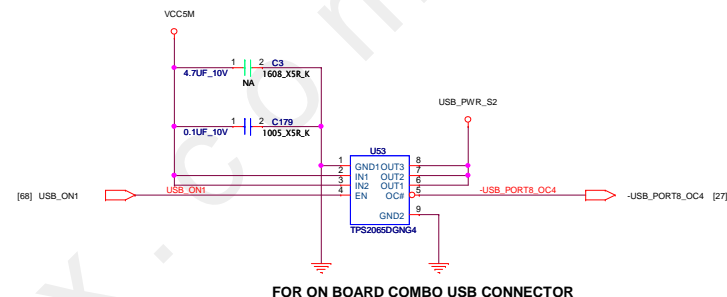 VCC5M
1 2 C3
4.7UF_10V 1608_X5R_K
NA
USB_PWR_S2
1 2 C179
0.1UF_10V 1005_X5R_K
U53
1 GND1 OUT3 8
2 IN1 OUT2 7
3 IN2 OUT1 6
[68] USB_ON1 USB_ON1 4 EN OC# 5 -USB_PORT8_OC4 -USB_PORT8_OC4 [27]
GND2 9
TPS2065DGNG4
FOR ON BOARD COMBO USB CONNECTOR